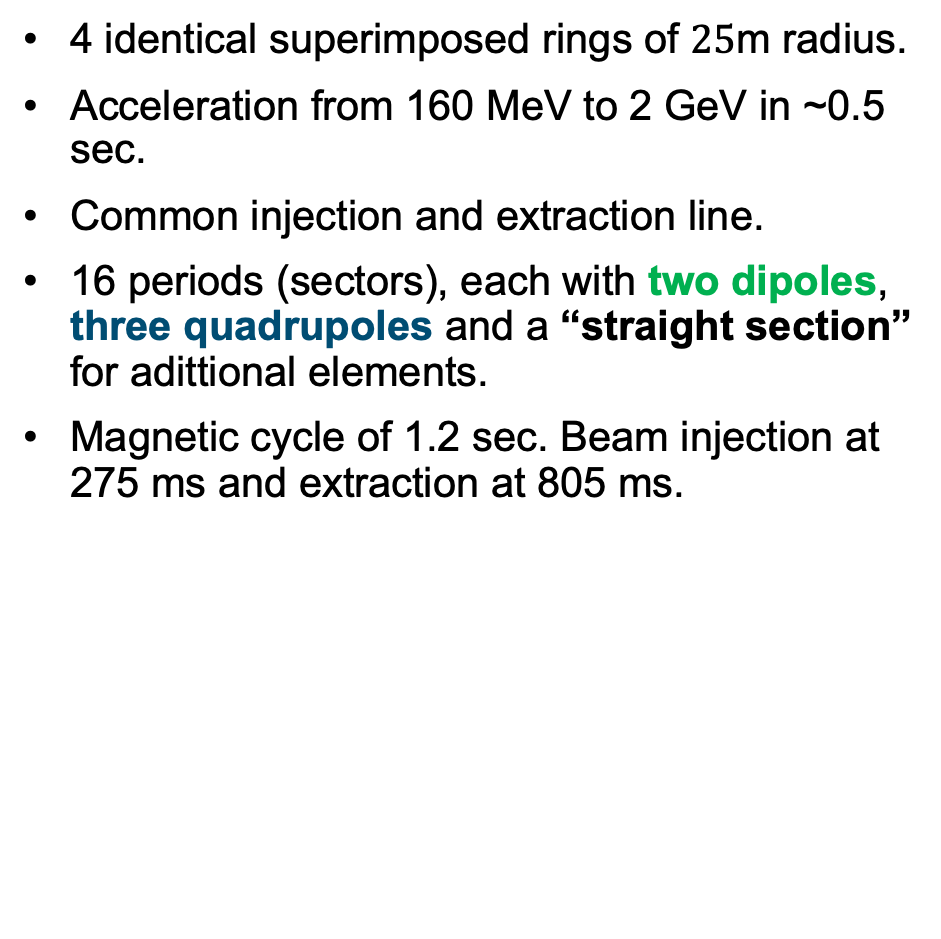 • 4 identical superimposed rings of 25m radius.
• Acceleration from 160 MeV to 2 GeV in ~0.5
sec.
• Common injection and extraction line.
• 16 periods (sectors), each with two dipoles,
three quadrupoles and a “straight section”
for adittional elements.
• Magnetic cycle of 1.2 sec. Beam injection at
275 ms and extraction at 805 ms.